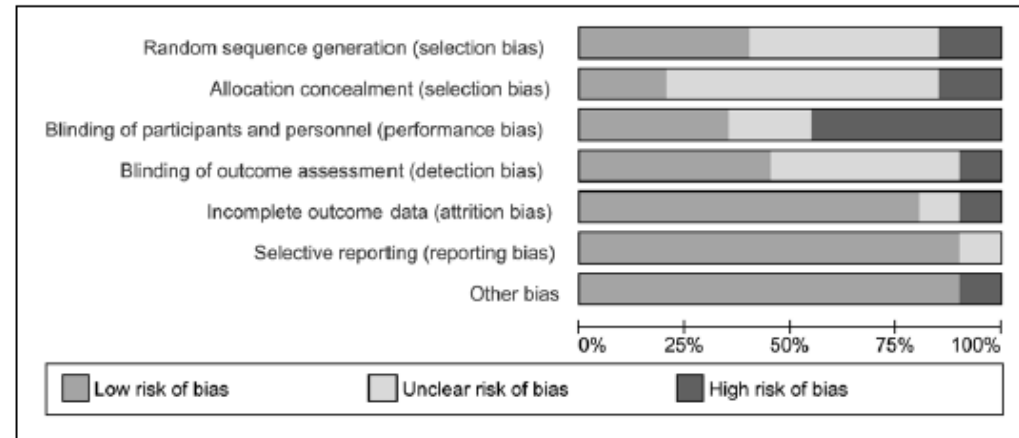 Random sequence generation (selection bias)
Allocation concealment (selection bias)
Blinding of participants and personnel (performance bias)
Blinding of outcome assessment (detection bias)
Incomplete outcome data (attrition bias)
Selective reporting (reporting bias)
Other bias
0% 25% 50% 75% 100%
Low risk of bias Unclear risk of bias High risk of bias